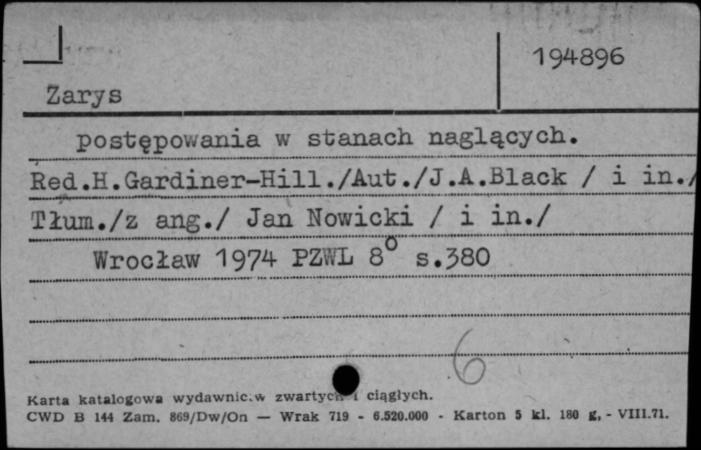 194896
Zarys
postępowania w stanach naglących.
Red.H.Gardiner-Hill./Aut./J.A.Black / i in./
Tłum./z ang./ Jan Nowicki / i in./
Wrocław 1974 PZWL 8° s.380
6
Karta katalogowa wydawnic.w zwartych i ciągłych.
CWD B 144 Zam. 869/Dw/On — Wrak 719 - 6.520.000 - Karton 5 kl. 180 g, - VIII.71.